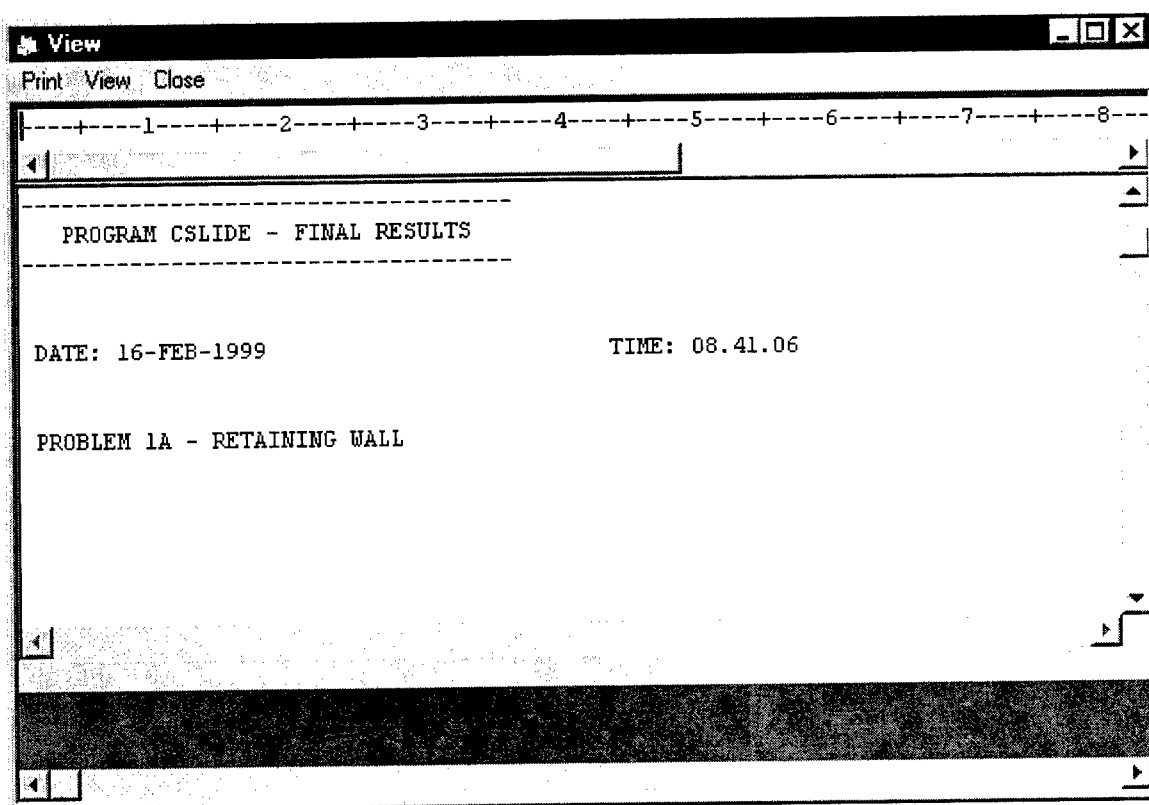 View
Print View Close
----+----1----+----2----+----3----+----4----+----5----+----6----+----7----+----8---
-------------------------------------
PROGRAM CSLIDE - FINAL RESULTS
-------------------------------------
DATE: 16-FEB-1999 TIME: 08.41.06
PROBLEM 1A - RETAINING WALL